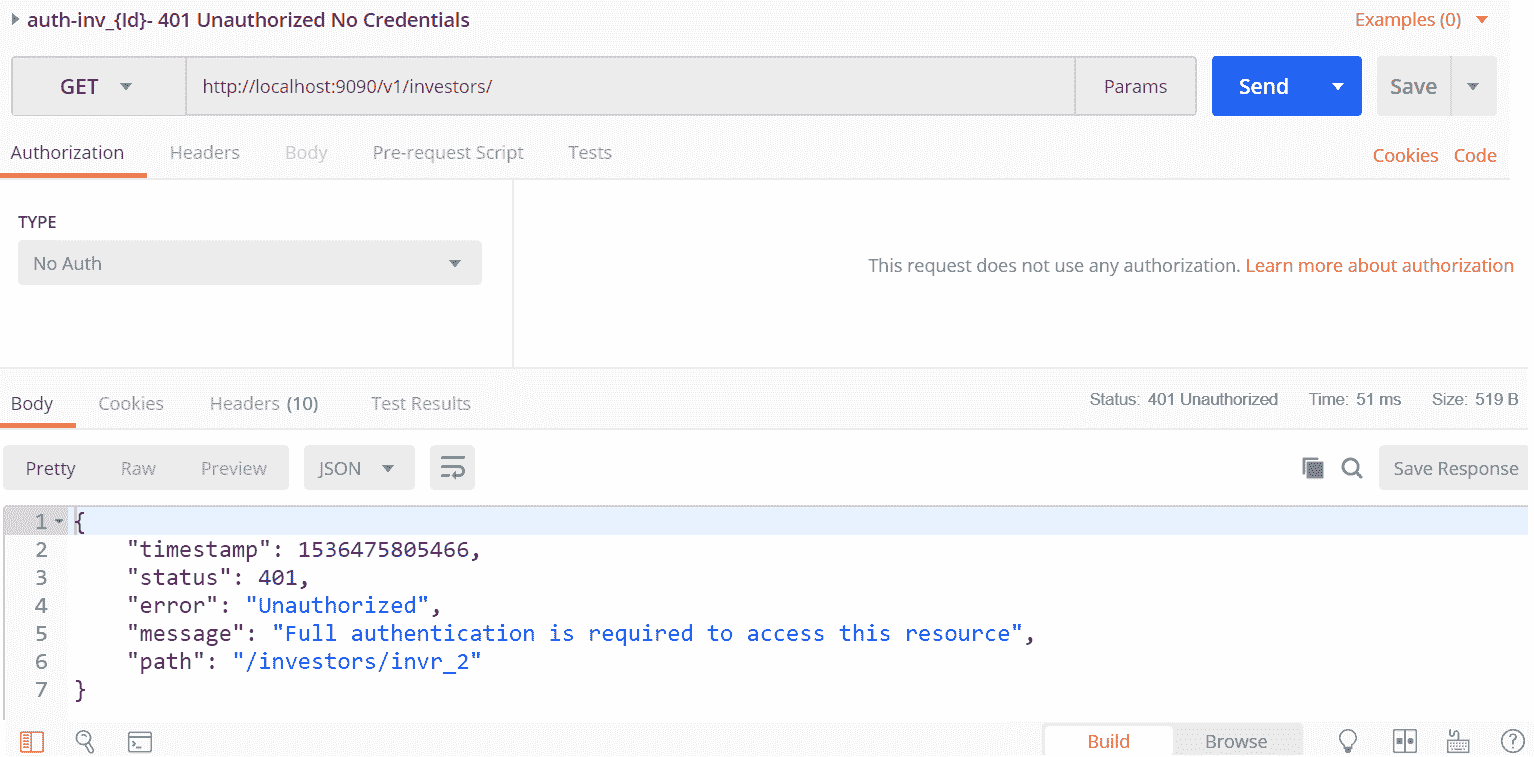 auth-inv_{Id}- 401 Unauthorized No Credentials
Examples (0)
GET
http://localhost:9090/v1/investors/
Params
Send
Save
Authorization
Headers
Body
Pre-request Script
Tests
Cookies
Code
TYPE
No Auth
This request does not use any authorization. Learn more about authorization
Body
Cookies
Headers (10)
Test Results
Status: 401 Unauthorized
Time: 51 ms
Size: 519 B
Pretty
Raw
Preview
JSON
Save Response
1 {
2 "timestamp": 1536475805466,
3 "status": 401,
4 "error": "Unauthorized",
5 "message": "Full authentication is required to access this resource",
6 "path": "/investors/invr_2"
7 }
Build
Browse